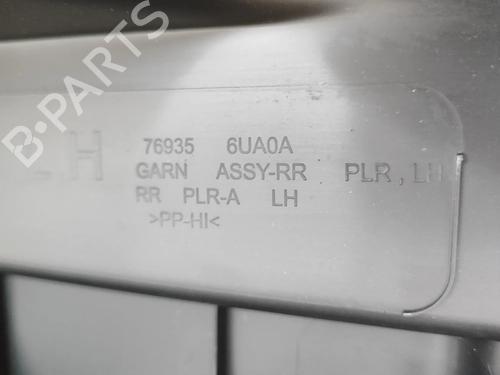 B-Parts
LH
76935 6UA0A
GARN ASSY-RR PLR, LH
RR PLR-A LH
>PP-HI<